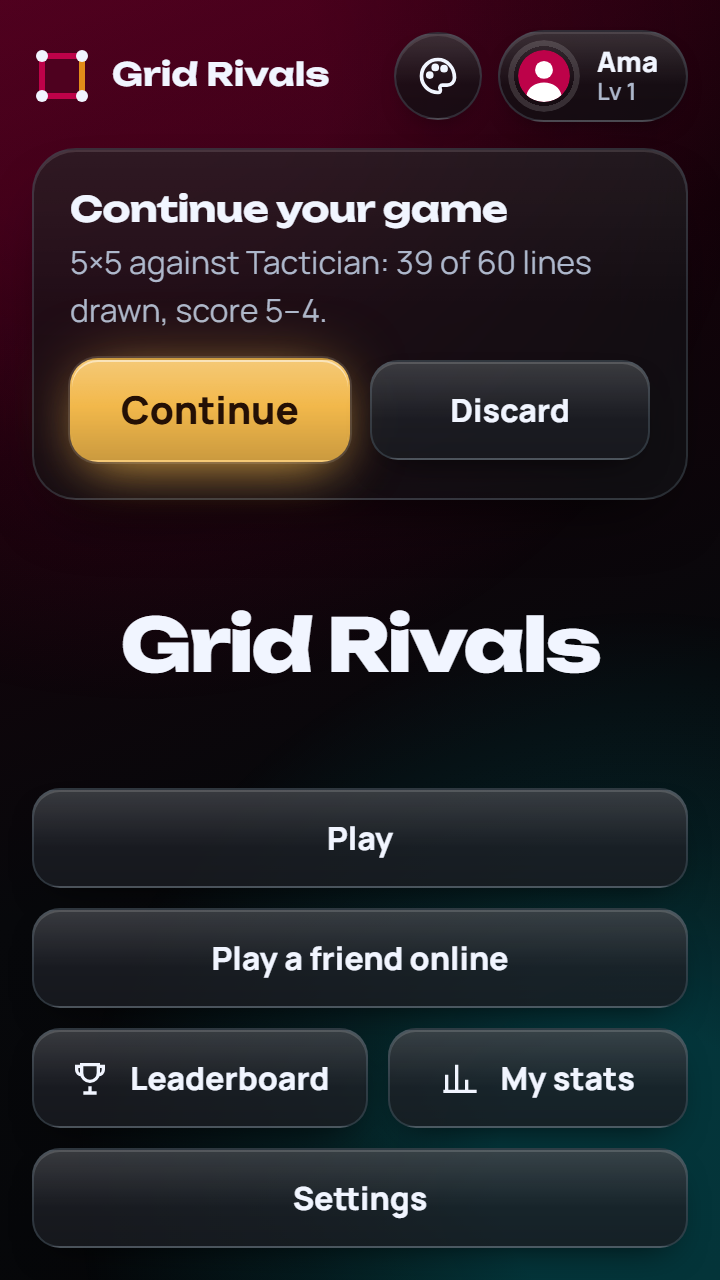 Grid Rivals
Ama
Lv 1
Continue your game
5×5 against Tactician: 39 of 60 lines
drawn, score 5–4.
Continue
Discard
Grid Rivals
Play
Play a friend online
Leaderboard
My stats
Settings